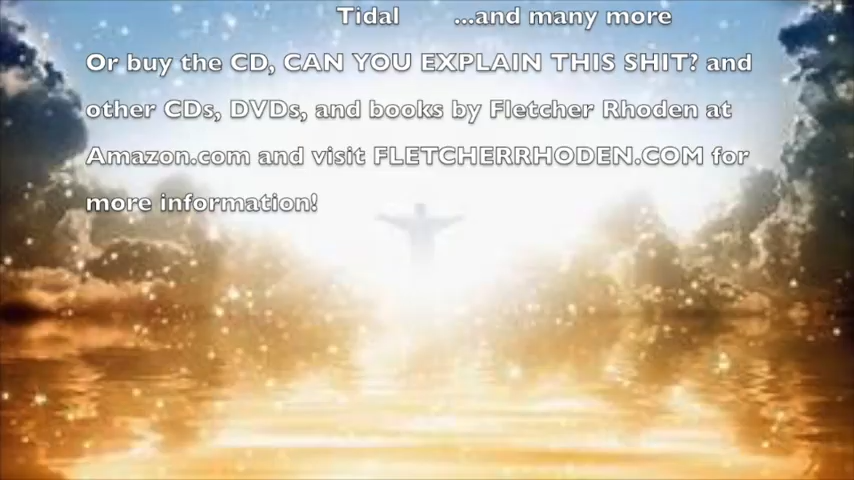 Tidal ...and many more
Or buy the CD, CAN YOU EXPLAIN THIS SHIT? and
other CDs, DVDs, and books by Fletcher Rhoden at
Amazon.com and visit FLETCHERRHODEN.COM for
more information!